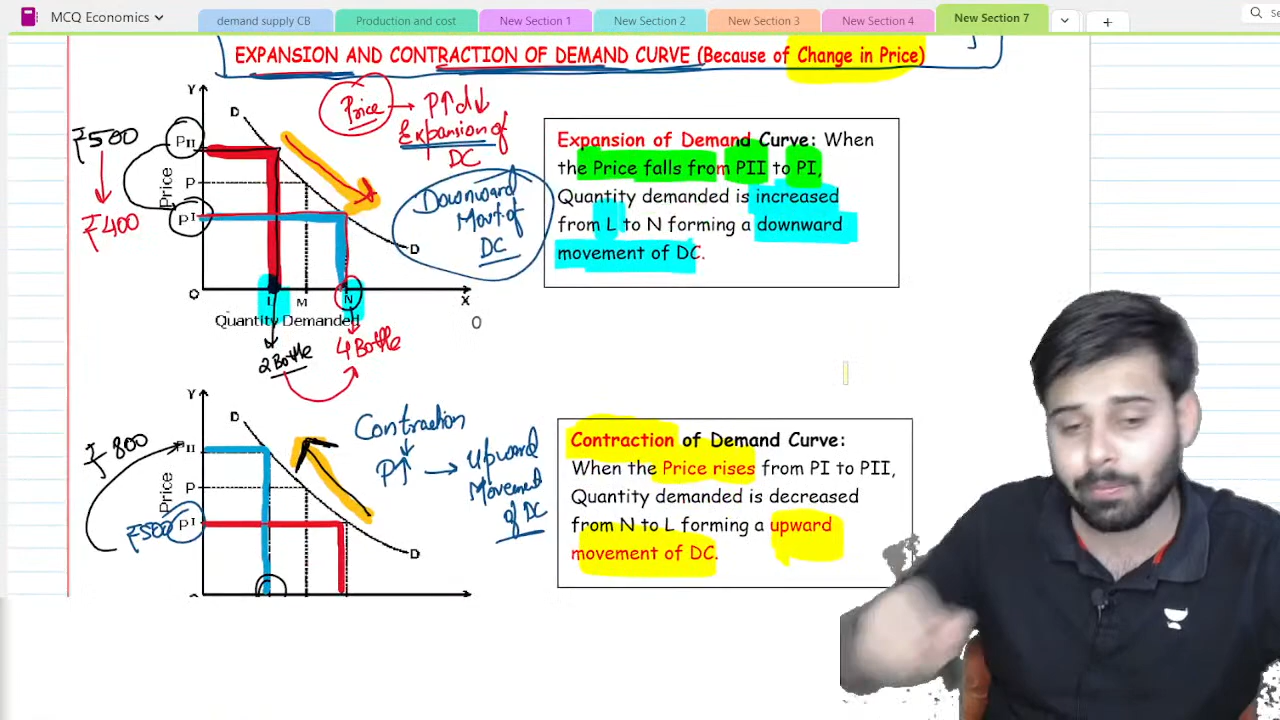 MCQ Economics
demand supply CB
Production and cost
New Section 1
New Section 2
New Section 3
New Section 4
New Section 7
+
EXPANSION AND CONTRACTION OF DEMAND CURVE (Because of Change in Price)
Y
D
PII
P
PI
Price
D
O
L
M
N
X
Quantity Demanded
₹500
₹400
Price → P↑ d↓
Expansion of
DC
Downward
Movt of
DC
2 Bottle
4 Bottle
O
Expansion of Demand Curve: When
the Price falls from PII to PI,
Quantity demanded is increased
from L to N forming a downward
movement of DC.
Y
D
PII
P
PI
Price
D
₹800
₹500
Contraction
P↑ → Upward
Movement
of DC
Contraction of Demand Curve:
When the Price rises from PI to PII,
Quantity demanded is decreased
from N to L forming a upward
movement of DC.